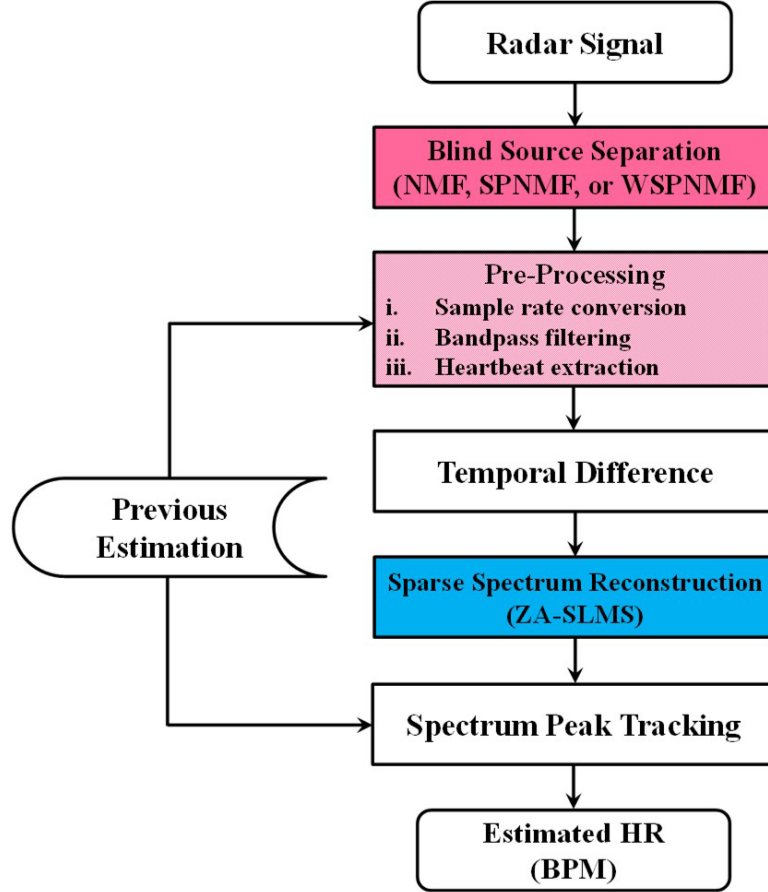 Radar Signal
Blind Source Separation
(NMF, SPNMF, or WSPNMF)
Pre-Processing
i. Sample rate conversion
ii. Bandpass filtering
iii. Heartbeat extraction
Temporal Difference
Previous
Estimation
Sparse Spectrum Reconstruction
(ZA-SLMS)
Spectrum Peak Tracking
Estimated HR
(BPM)